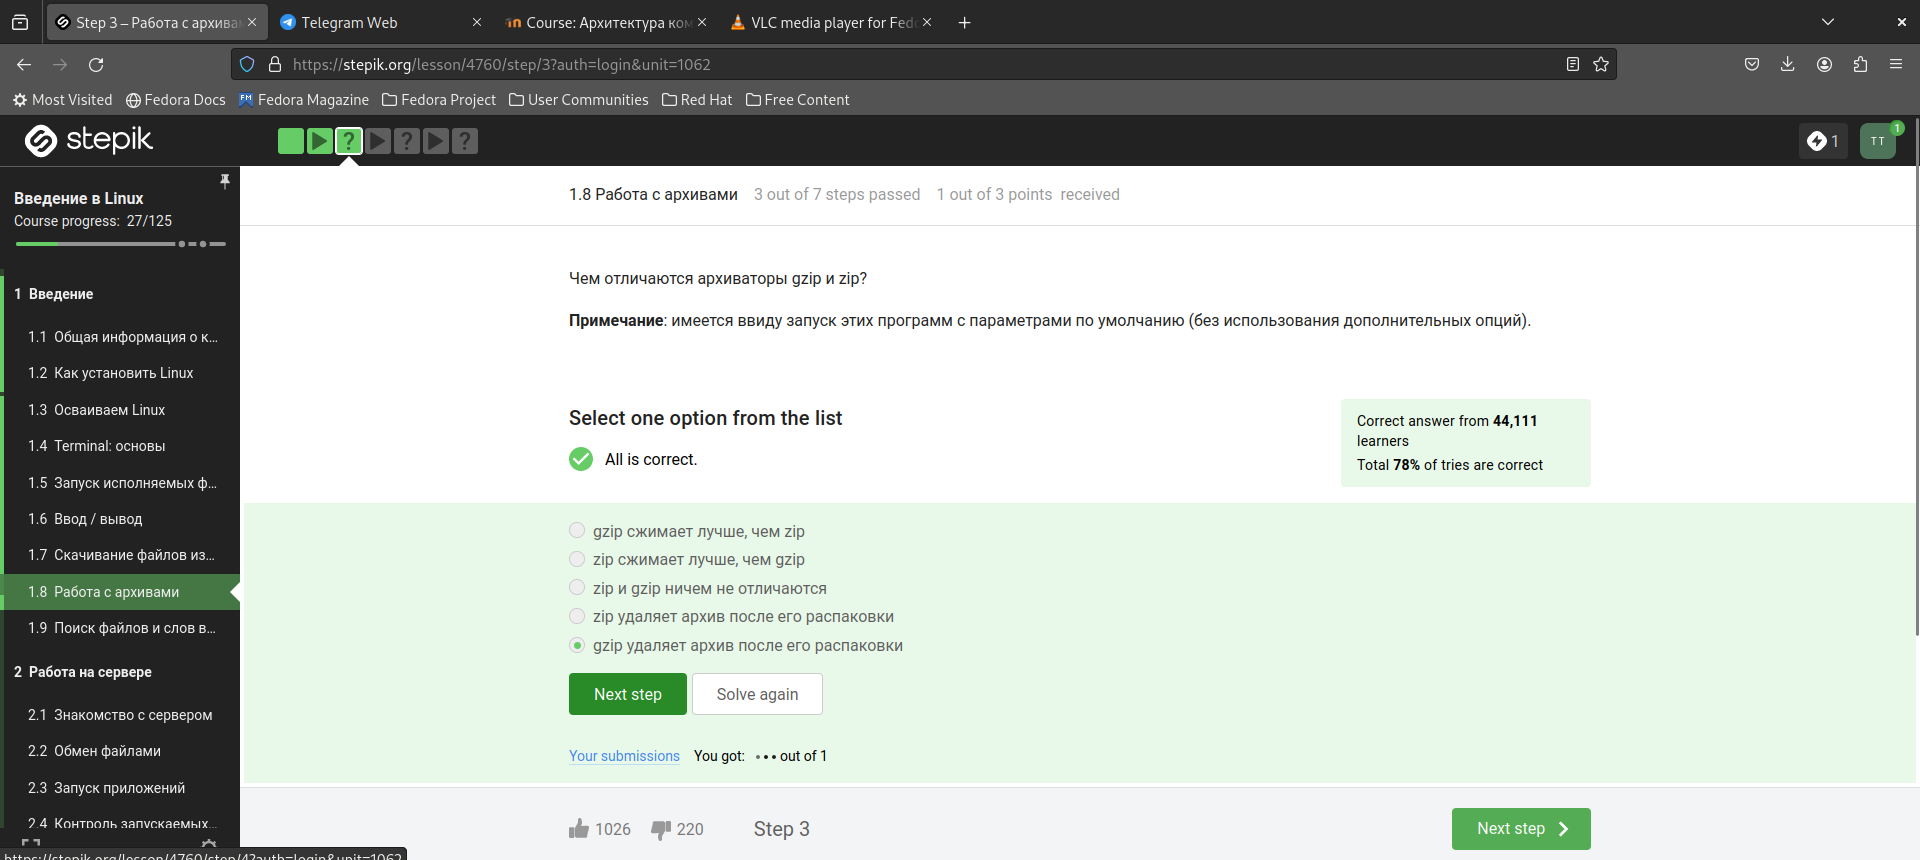 Step 3 – Работа с архива
Telegram Web
Course: Архитектура ком
VLC media player for Fedo
https://stepik.org/lesson/4760/step/3?auth=login&unit=1062
Most Visited
Fedora Docs
Fedora Magazine
Fedora Project
User Communities
Red Hat
Free Content
stepik
1
TT
1
Введение в Linux
Course progress: 27/125
1 Введение
1.1 Общая информация о к...
1.2 Как установить Linux
1.3 Осваиваем Linux
1.4 Terminal: основы
1.5 Запуск исполняемых ф...
1.6 Ввод / вывод
1.7 Скачивание файлов из...
1.8 Работа с архивами
1.9 Поиск файлов и слов в...
2 Работа на сервере
2.1 Знакомство с сервером
2.2 Обмен файлами
2.3 Запуск приложений
2.4 Контроль запускаемых...
https://stepik.org/lesson/4760/step/4?auth=login&unit=1062
1.8 Работа с архивами 3 out of 7 steps passed 1 out of 3 points received
Чем отличаются архиваторы gzip и zip?
Примечание: имеется ввиду запуск этих программ с параметрами по умолчанию (без использования дополнительных опций).
Select one option from the list
All is correct.
Correct answer from 44,111
learners
Total 78% of tries are correct
gzip сжимает лучше, чем zip
zip сжимает лучше, чем gzip
zip и gzip ничем не отличаются
zip удаляет архив после его распаковки
gzip удаляет архив после его распаковки
Next step
Solve again
Your submissions You got: ••• out of 1
1026
220
Step 3
Next step